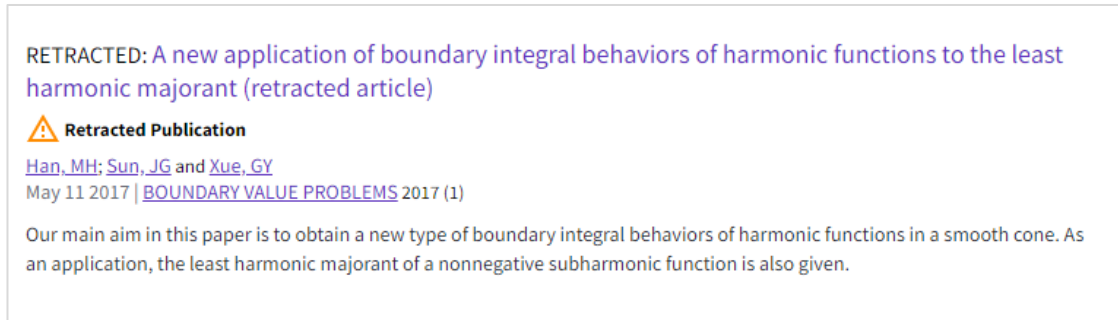 RETRACTED: A new application of boundary integral behaviors of harmonic functions to the least
harmonic majorant (retracted article)
Retracted Publication
Han, MH; Sun, JG and Xue, GY
May 11 2017 | BOUNDARY VALUE PROBLEMS 2017 (1)
Our main aim in this paper is to obtain a new type of boundary integral behaviors of harmonic functions in a smooth cone. As
an application, the least harmonic majorant of a nonnegative subharmonic function is also given.